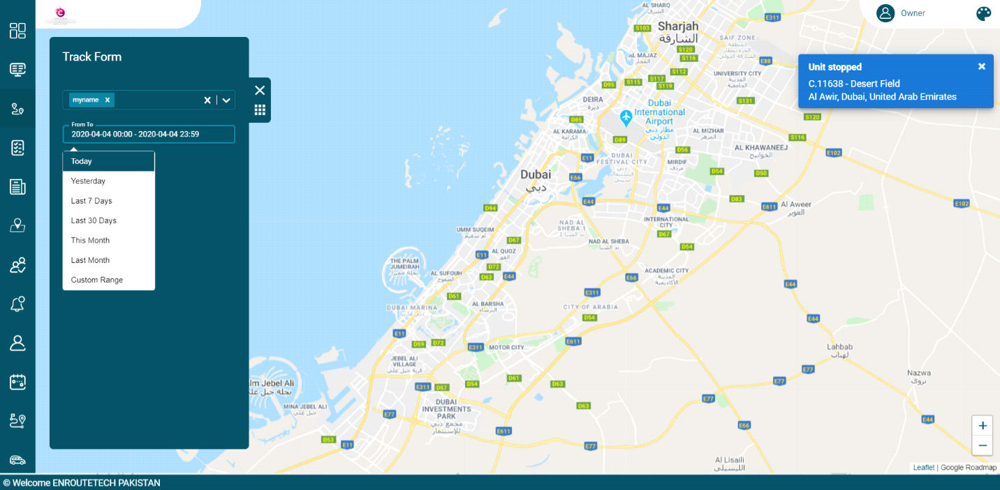 Owner
Track Form
myname
From To
2020-04-04 00:00 - 2020-04-04 23:59
Today
Yesterday
Last 7 Days
Last 30 Days
This Month
Last Month
Custom Range
Unit stopped
C.11638 - Desert Field
Al Awir, Dubai, United Arab Emirates
AL SHARQ
الشرق
E311
S103
Sharjah
الشارقة
SAIF ZONE
S120
S116
AL MAJAZ
المجاز
E88
S112
UNIVERSITY CITY
المدينة
الجامعية
S117
S115
S119
D95
DEIRA
ديرة
S131
Dubai
International
Airport
مطار دبي
الدولي
S120
D85
AL KARAMA
الكرامة
AL MIZHAR
المزهر
S116
D89
D56
AL KHAWANEEJ
الخوانيج
E102
E11
DUBAI
FESTIVAL CITY
MIRDIF
مردف
D54
D50
Dubai
دبي
E66
E44
D83
E611
Al Aweer
العوير
E102
D94
E44
NAD AL
SHEBA 1
ند الشبا
INTERNATIONAL
CITY
D67
UMM SUQEIM
أم سقيم
D67
NAD AL SHEBA
ند الشبا
D54
AL QUOZ
القوز
E11
THE PALM
JUMEIRAH
نخلة جميرا
D72
AL SUFOUH
الصفوح
D63
E44
ACADEMIC CITY
المدينة
الأكاديمية
E66
E44
E311
D61
DUBAI MARINA
دبي مارينا
AL BARSHA
البرشاء
CITY OF ARABIA
D54
E44
E11
D59
D72
E311
MOTOR CITY
E611
Lahbab
لهباب
JEBEL ALI
VILLAGE
قرية جبل علي
E77
Nazwa
نزوى
lm Jebel Ali
نخلة جبل علي
E311
D57
D54
D61
D63
E77
E77
MINA JEBEL ALI
DUBAI
INVESTMENTS
PARK
مجمع دبي
للإستثمار
D63
E77
E66
E44
E611
D53
E11
E77
Al Lisaili
الليسيلي
+
−
Leaflet | Google Roadmap
© Welcome ENROUTETECH PAKISTAN